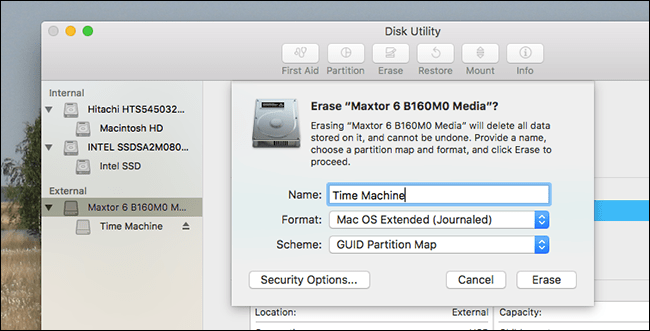 Disk Utility
First Aid
Partition
Erase
Restore
Mount
Info
Internal
Hitachi HTS545032...
Macintosh HD
INTEL SSDSA2M080...
Intel SSD
External
Maxtor 6 B160M0 M...
Time Machine
Erase “Maxtor 6 B160M0 Media”?
Erasing “Maxtor 6 B160M0 Media” will delete all data
stored on it, and cannot be undone. Provide a name,
choose a partition map and format, and click Erase to
proceed.
Name: Time Machine
Format: Mac OS Extended (Journaled)
Scheme: GUID Partition Map
Security Options...
Cancel
Erase
Location: External
Capacity: